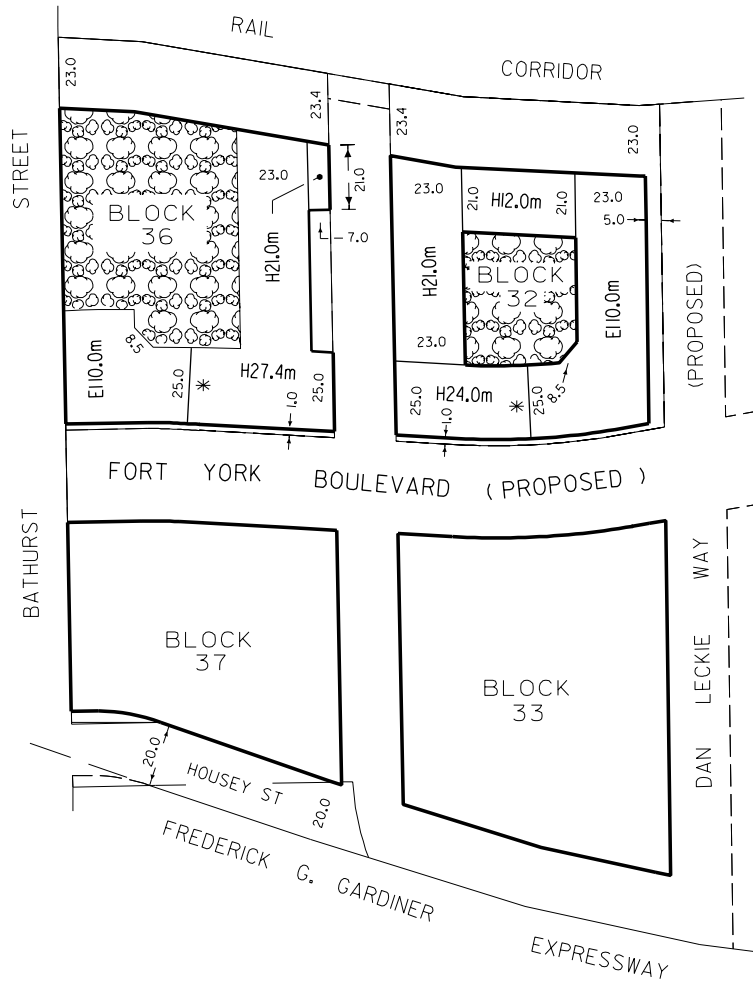 RAIL
CORRIDOR
23.0
23.4
23.4
23.0
STREET
BLOCK
36
23.0
21.0
7.0
H21.0m
8.5
E110.0m
25.0
*
H27.4m
1.0
25.0
23.0
21.0
H12.0m
21.0
23.0
5.0
H21.0m
BLOCK
32
E110.0m
(PROPOSED)
23.0
25.0
H24.0m
1.0
*
25.0
8.5
FORT YORK BOULEVARD (PROPOSED)
BATHURST
BLOCK
37
BLOCK
33
DAN LECKIE WAY
20.0
HOUSEY ST
20.0
FREDERICK G. GARDINER EXPRESSWAY